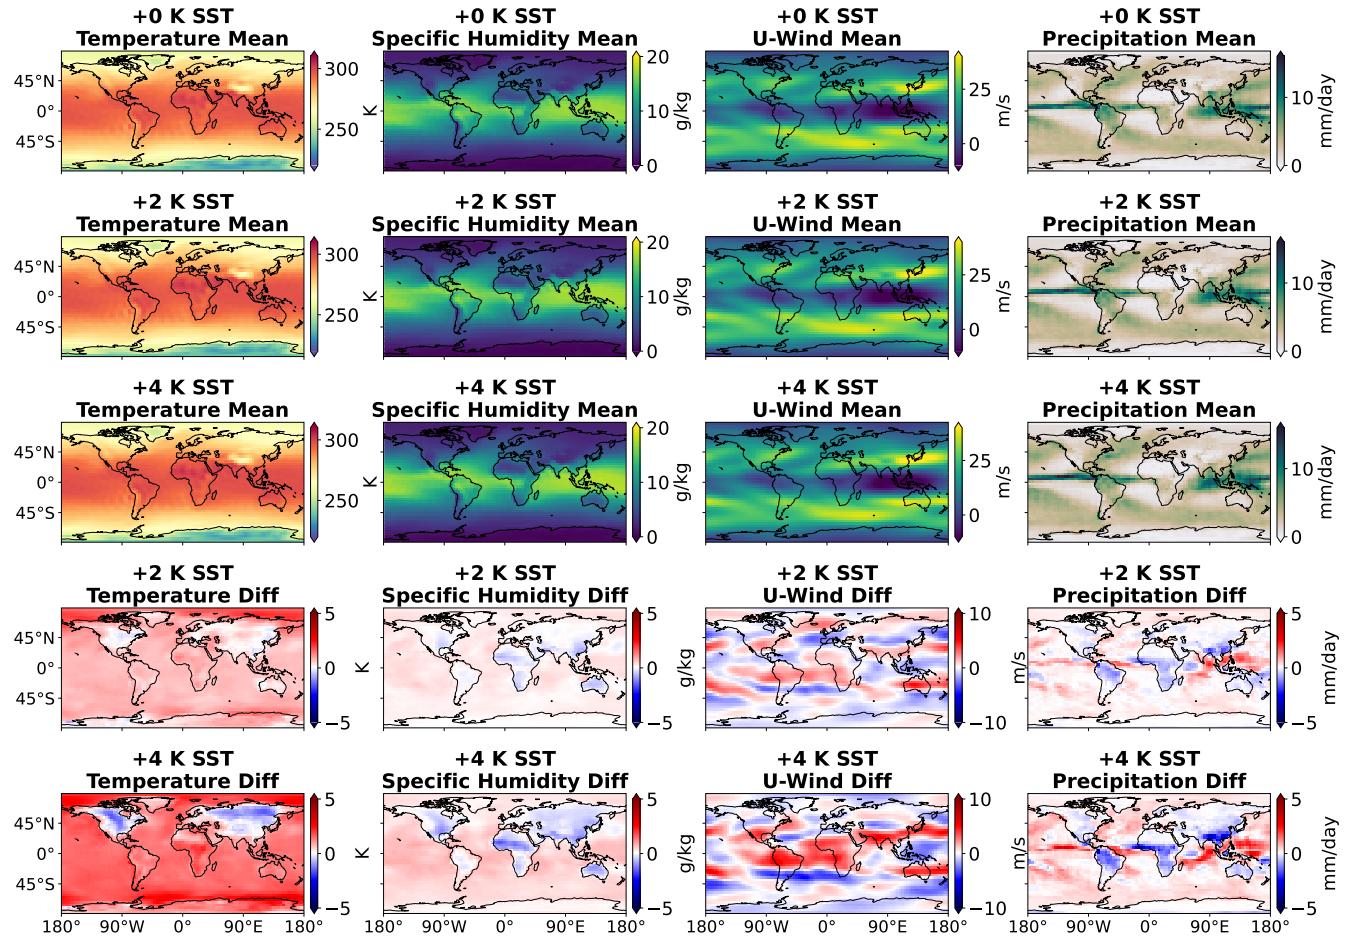 +0 K SST
Temperature Mean
+0 K SST
Specific Humidity Mean
+0 K SST
U-Wind Mean
+0 K SST
Precipitation Mean
45°N
0°
45°S
300
250
K
20
10
0
g/kg
25
0
m/s
10
0
mm/day
+2 K SST
Temperature Mean
+2 K SST
Specific Humidity Mean
+2 K SST
U-Wind Mean
+2 K SST
Precipitation Mean
45°N
0°
45°S
300
250
K
20
10
0
g/kg
25
0
m/s
10
0
mm/day
+4 K SST
Temperature Mean
+4 K SST
Specific Humidity Mean
+4 K SST
U-Wind Mean
+4 K SST
Precipitation Mean
45°N
0°
45°S
300
250
K
20
10
0
g/kg
25
0
m/s
10
0
mm/day
+2 K SST
Temperature Diff
+2 K SST
Specific Humidity Diff
+2 K SST
U-Wind Diff
+2 K SST
Precipitation Diff
45°N
0°
45°S
5
0
−5
K
5
0
−5
g/kg
10
0
−10
m/s
5
0
−5
mm/day
+4 K SST
Temperature Diff
+4 K SST
Specific Humidity Diff
+4 K SST
U-Wind Diff
+4 K SST
Precipitation Diff
45°N
0°
45°S
5
0
−5
K
5
0
−5
g/kg
10
0
−10
m/s
5
0
−5
mm/day
180° 90°W 0° 90°E 180°
180° 90°W 0° 90°E 180°
180° 90°W 0° 90°E 180°
180° 90°W 0° 90°E 180°